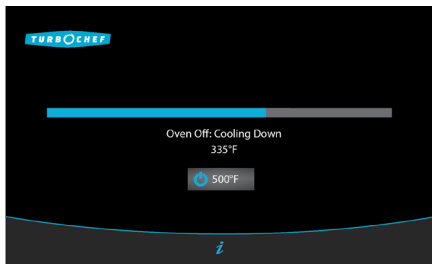 TURBOCHEF
Oven Off: Cooling Down
335°F
500°F
i